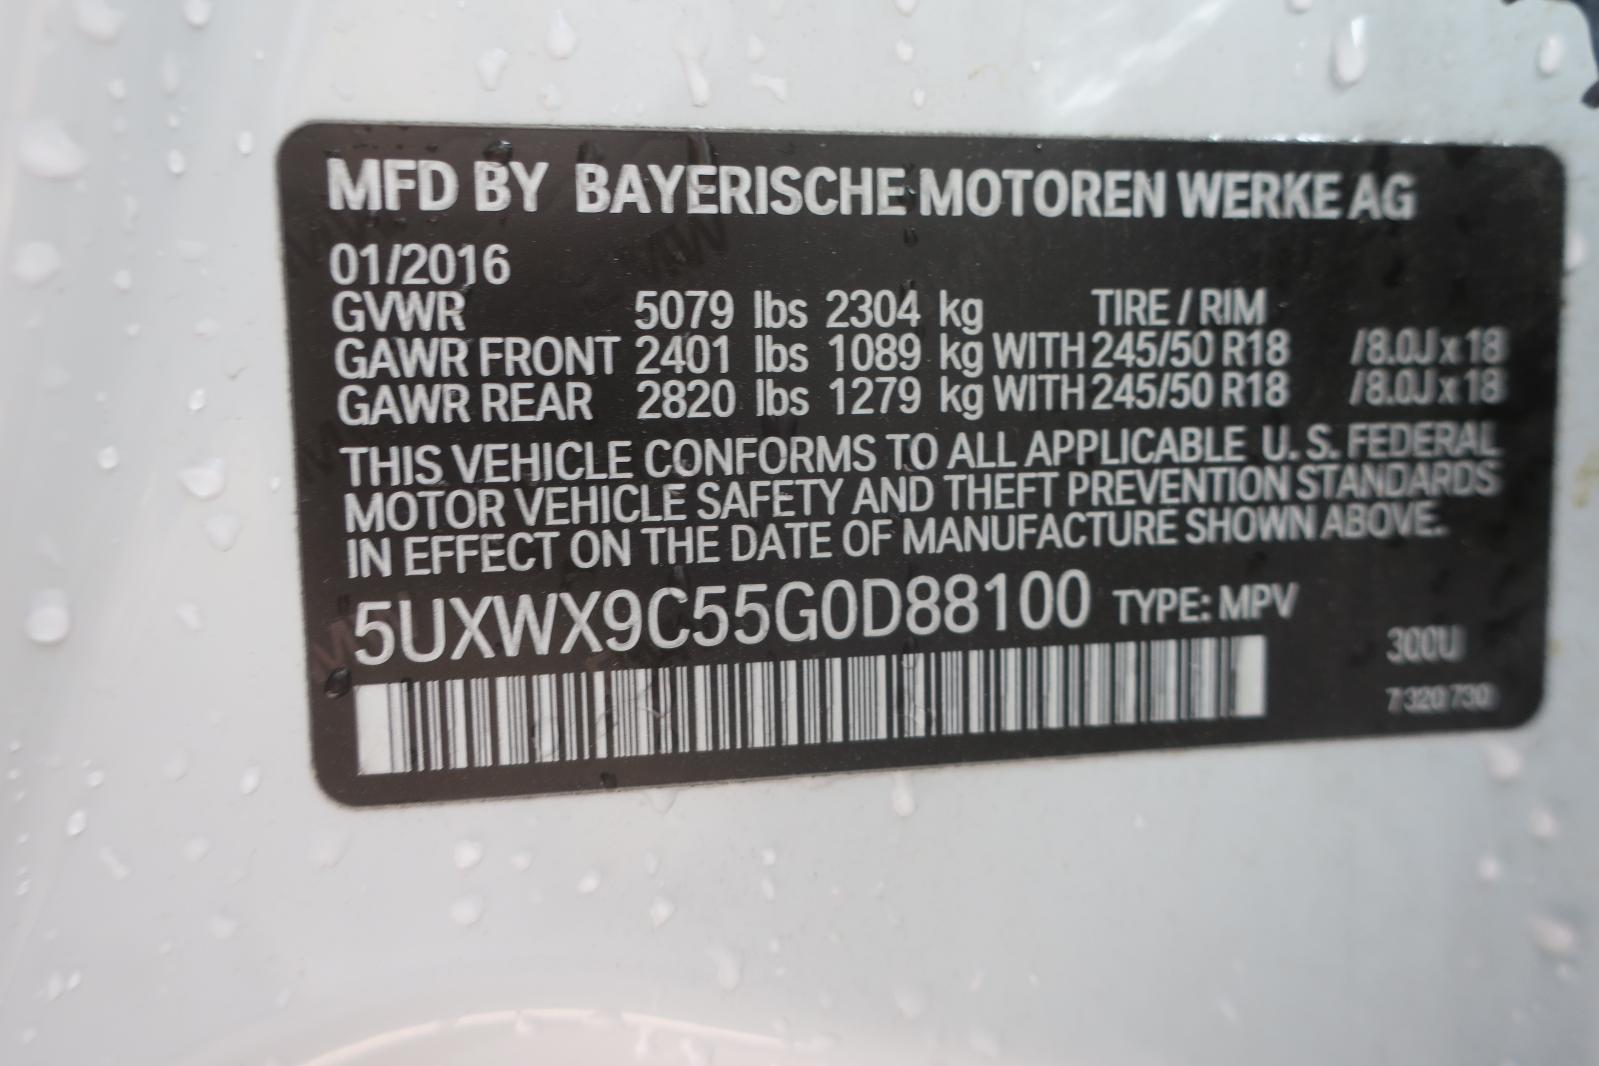 MFD BY BAYERISCHE MOTOREN WERKE AG
01/2016
GVWR 5079 lbs 2304 kg TIRE / RIM
GAWR FRONT 2401 lbs 1089 kg WITH 245/50 R18 /8.0J x 18
GAWR REAR 2820 lbs 1279 kg WITH 245/50 R18 /8.0J x 18
THIS VEHICLE CONFORMS TO ALL APPLICABLE U. S. FEDERAL
MOTOR VEHICLE SAFETY AND THEFT PREVENTION STANDARDS
IN EFFECT ON THE DATE OF MANUFACTURE SHOWN ABOVE.
5UXWX9C55G0D88100 TYPE: MPV
300U
7 320 730